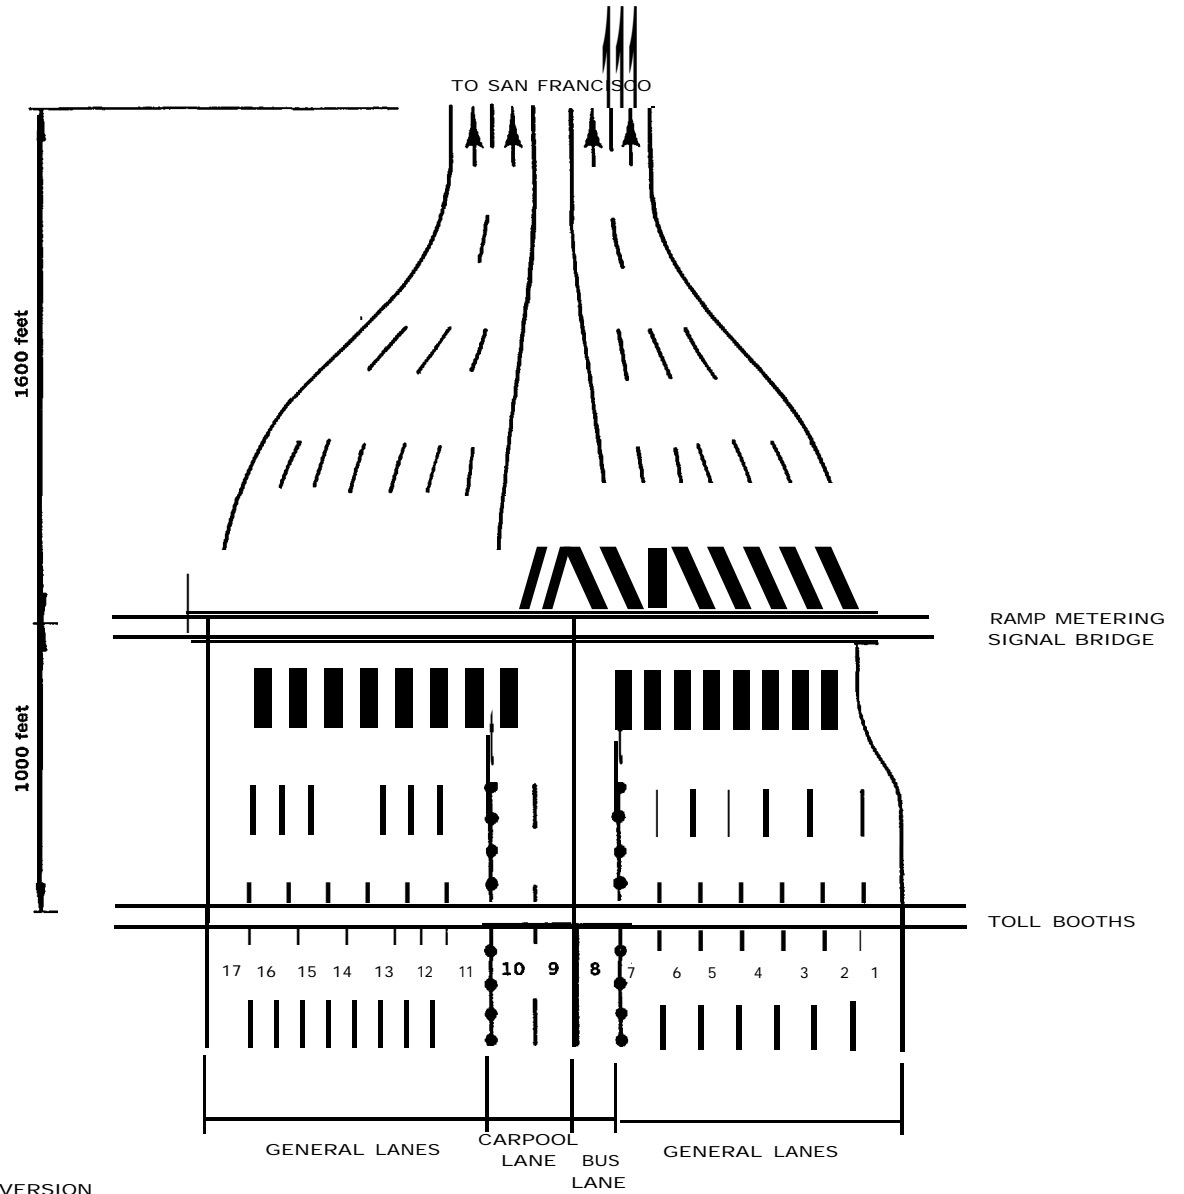 TO SAN FRANCISCO
1600 feet
RAMP METERING
SIGNAL BRIDGE
1000 feet
TOLL BOOTHS
17 16 15 14 13 12 11 10 9 8 7 6 5 4 3 2 1
GENERAL LANES
CARPOOL
LANE
BUS
LANE
GENERAL LANES
VERSION